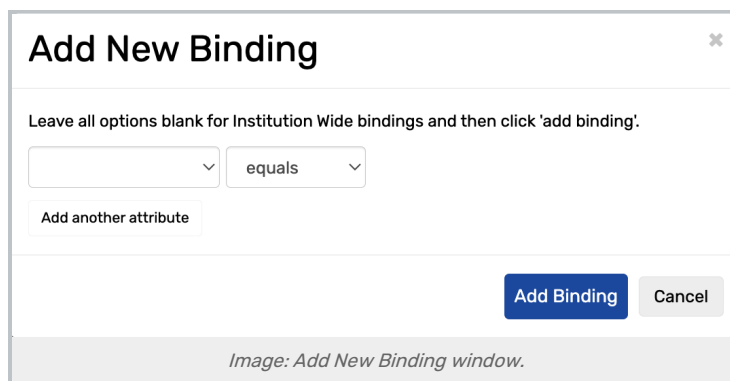 Add New Binding
Leave all options blank for Institution Wide bindings and then click 'add binding'.
equals
Add another attribute
Add Binding Cancel
Image: Add New Binding window.